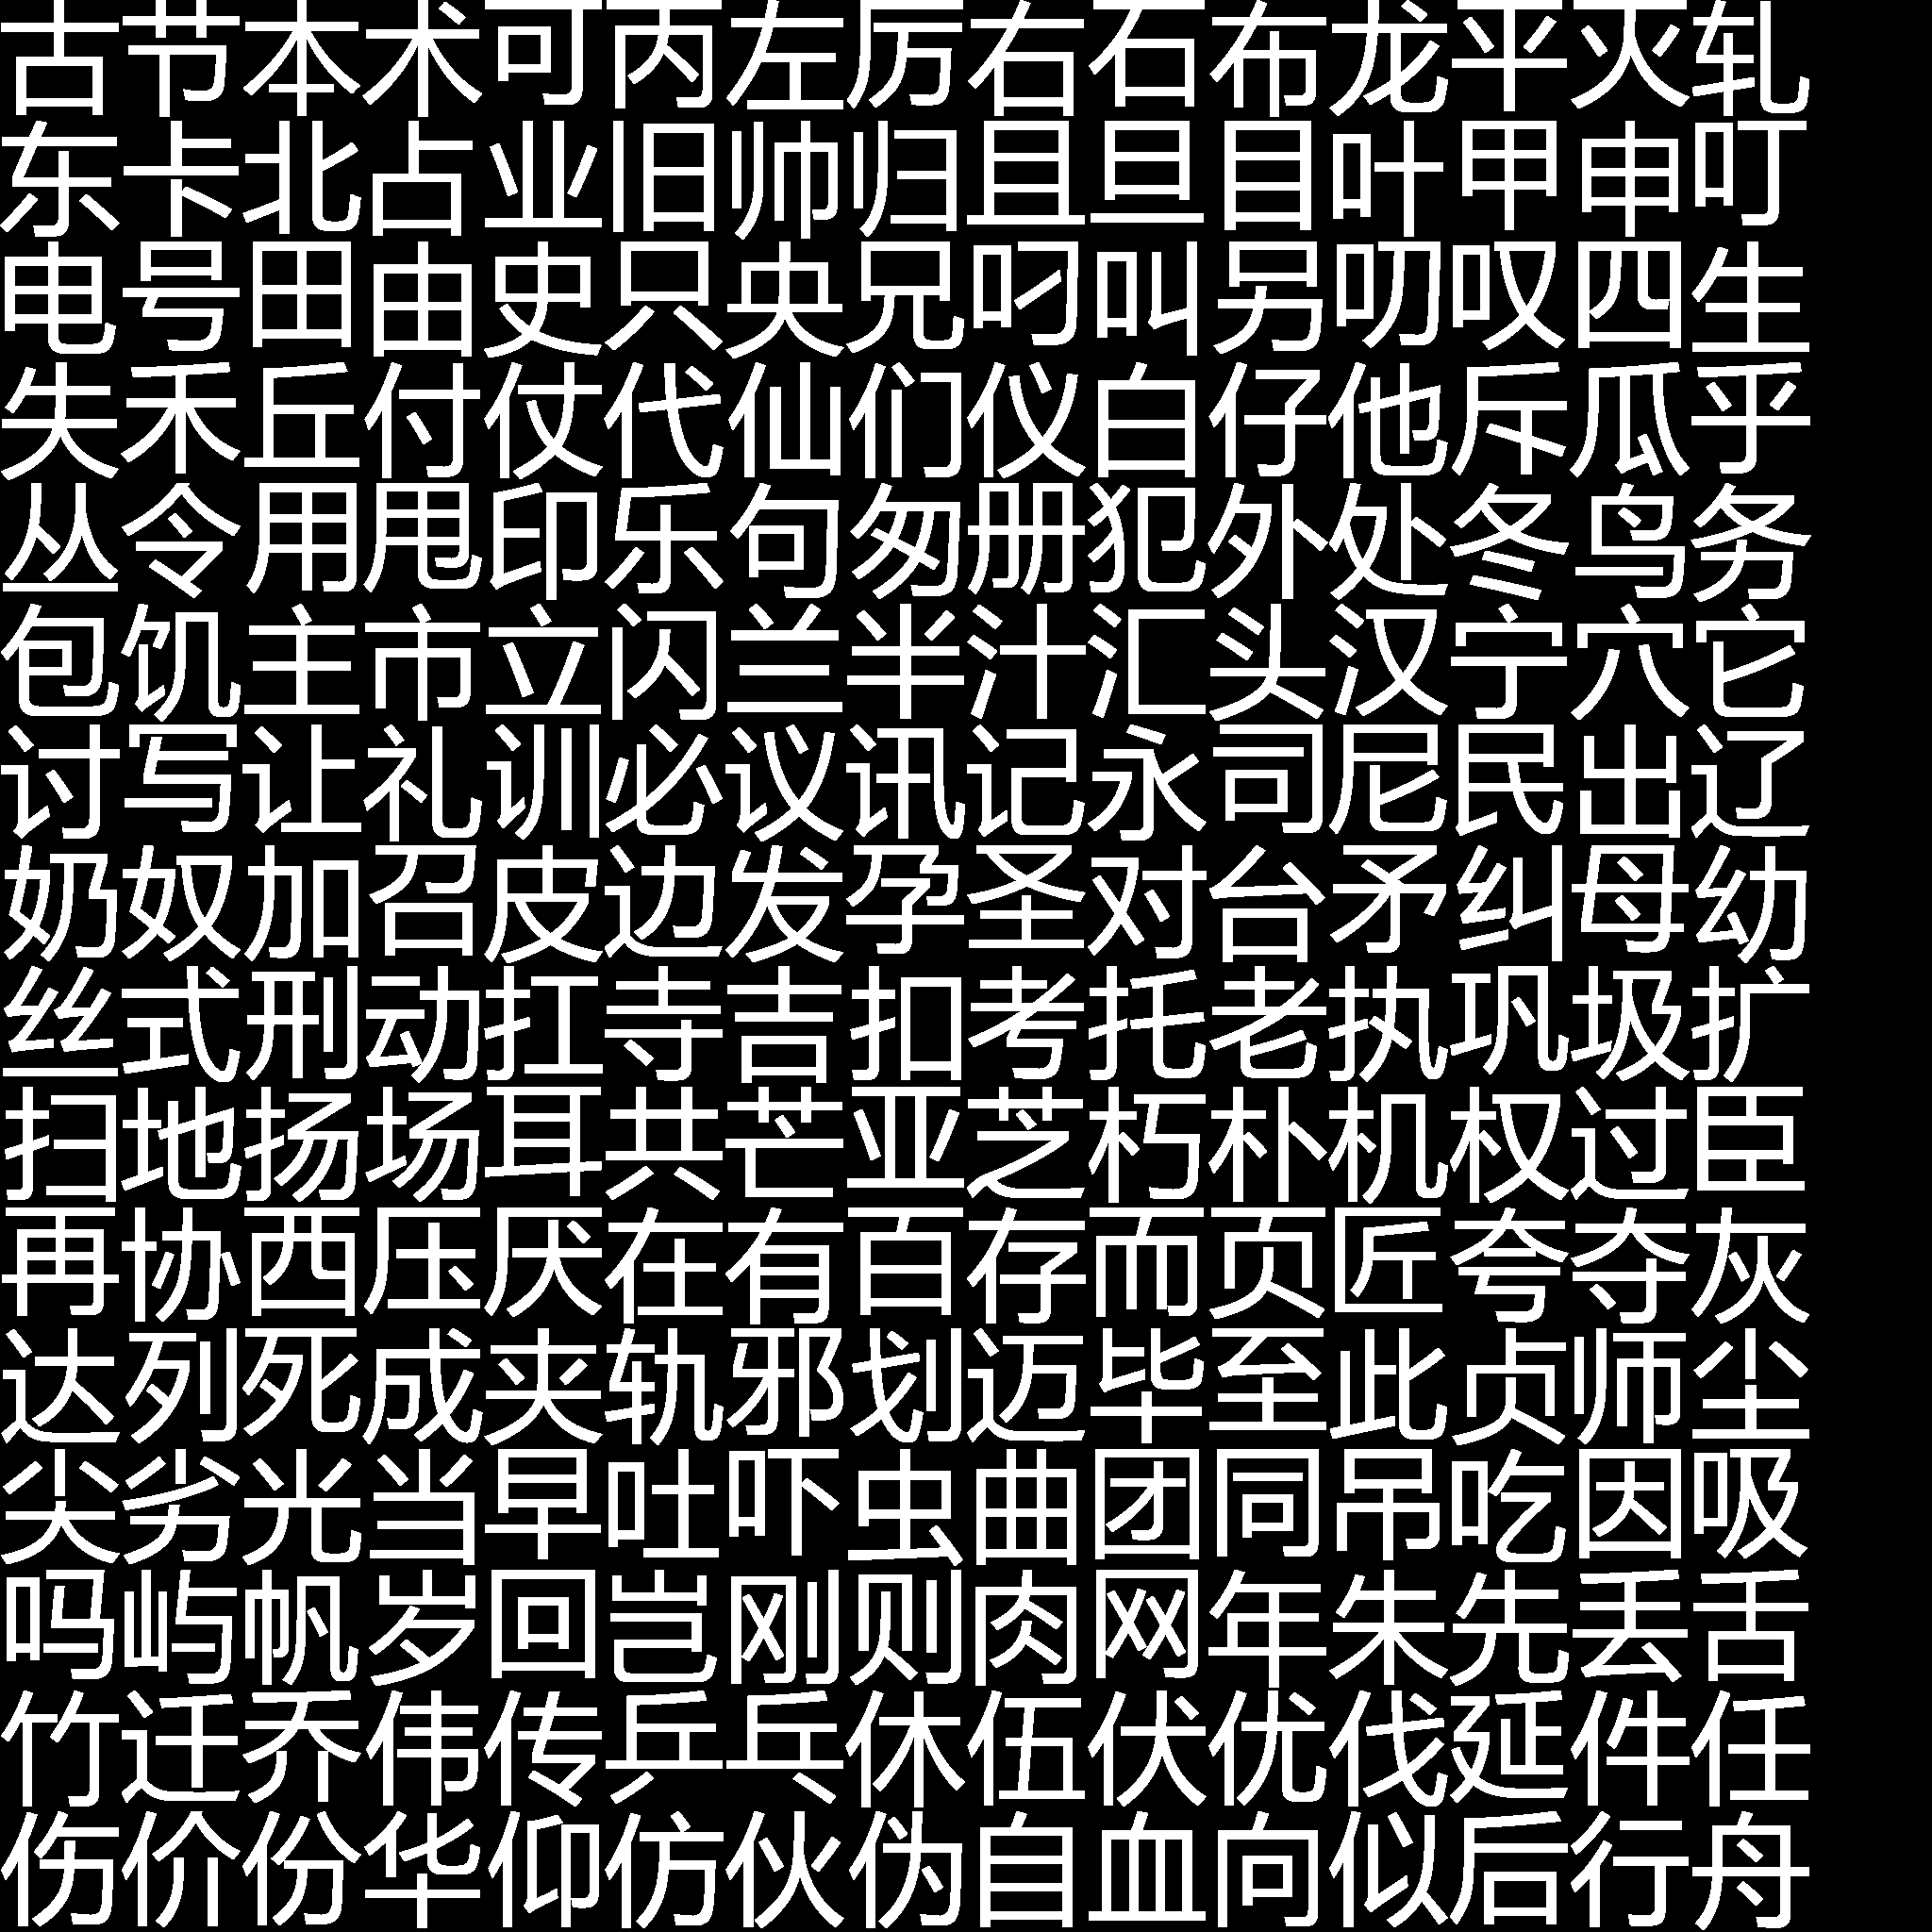 古节本术可丙左厉右石布龙平灭轧
东卡北占业旧帅归且旦目叶甲申叮
电号田由史只央兄叼叫另叨叹四生
失禾丘付仗代仙们仪白仔他斥瓜乎
丛令用甩印乐句匆册犯外处冬鸟务
包饥主市立闪兰半汁汇头汉宁穴它
讨写让礼训必议讯记永司尼民出辽
奶奴加召皮边发孕圣对台矛纠母幼
丝式刑动扛寺吉扣考托老执巩圾扩
扫地扬场耳共芒亚芝朽朴机权过臣
再协西压厌在有百存而页匠夸夺灰
达列死成夹轨邪划迈毕至此贞师尘
尖劣光当早吐吓虫曲团同吊吃因吸
吗屿帆岁回岂刚则肉网年朱先丢舌
竹迁乔伟传乒乓休伍伏优伐延件任
伤价份华仰仿伙伪自血向似后行舟